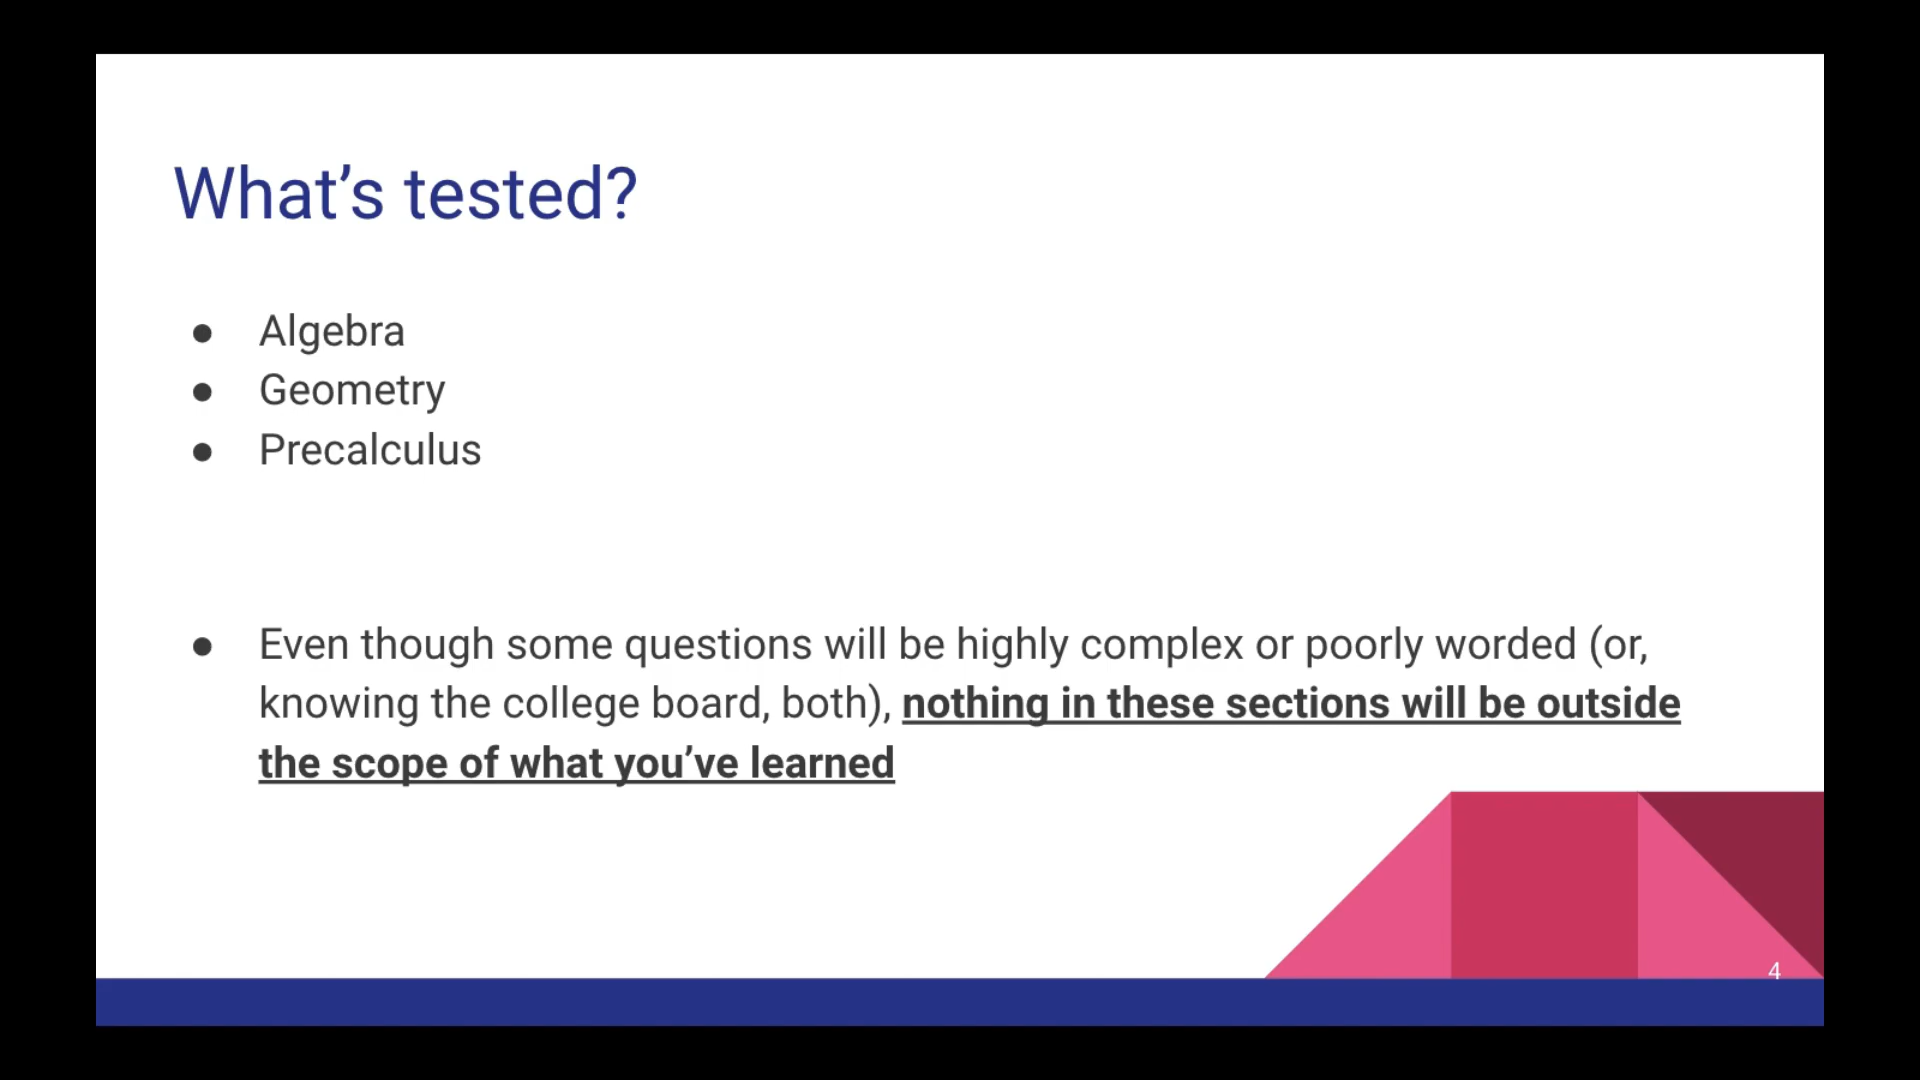 What’s tested?
● Algebra
● Geometry
● Precalculus
● Even though some questions will be highly complex or poorly worded (or,
knowing the college board, both), nothing in these sections will be outside
the scope of what you’ve learned
4